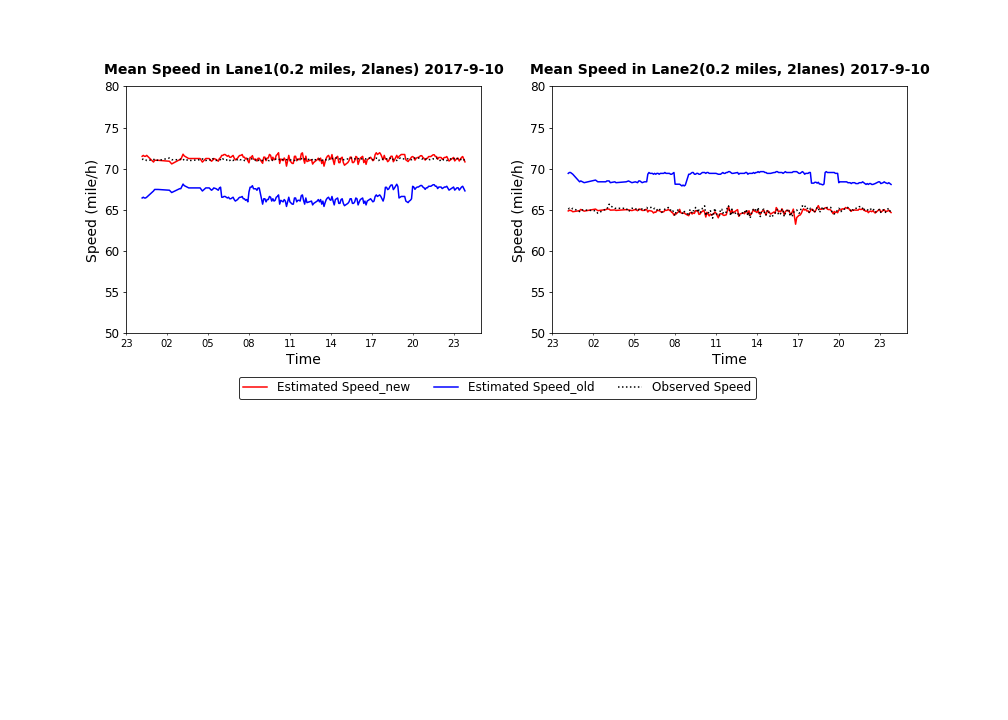 Mean Speed in Lane1(0.2 miles, 2lanes) 2017-9-10
80
75
70
65
60
55
50
Speed (mile/h)
23 02 05 08 11 14 17 20 23
Time
Mean Speed in Lane2(0.2 miles, 2lanes) 2017-9-10
80
75
70
65
60
55
50
Speed (mile/h)
23 02 05 08 11 14 17 20 23
Time
Estimated Speed_new Estimated Speed_old Observed Speed